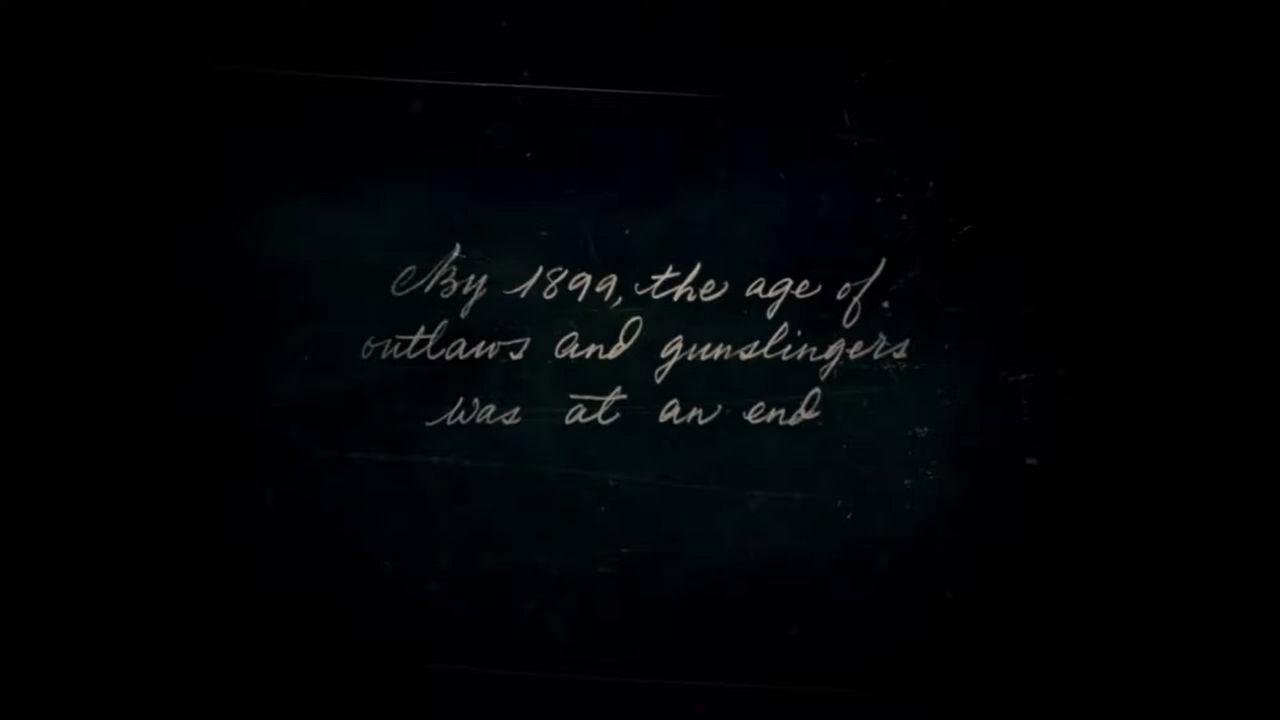 By 1899, the age of
outlaws and gunslingers
was at an end